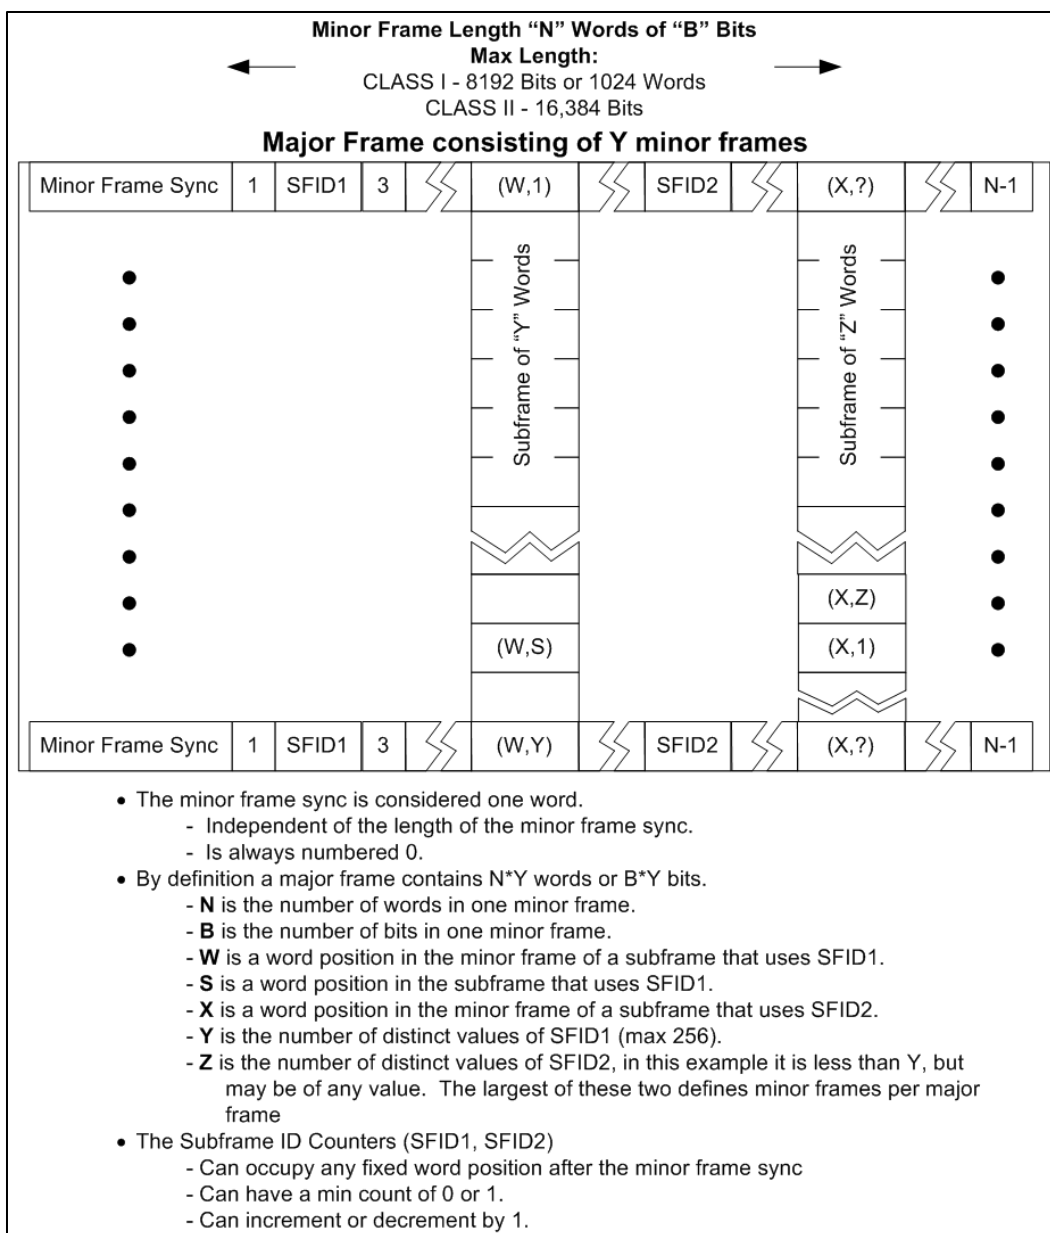 Minor Frame Length “N” Words of “B” Bits
Max Length:
CLASS I - 8192 Bits or 1024 Words
CLASS II - 16,384 Bits
Major Frame consisting of Y minor frames
Minor Frame Sync 1 SFID1 3 (W,1) SFID2 (X,?) N-1
Subframe of “Y” Words
Subframe of “Z” Words
(X,Z)
(W,S) (X,1)
Minor Frame Sync 1 SFID1 3 (W,Y) SFID2 (X,?) N-1
• The minor frame sync is considered one word.
- Independent of the length of the minor frame sync.
- Is always numbered 0.
• By definition a major frame contains N*Y words or B*Y bits.
- N is the number of words in one minor frame.
- B is the number of bits in one minor frame.
- W is a word position in the minor frame of a subframe that uses SFID1.
- S is a word position in the subframe that uses SFID1.
- X is a word position in the minor frame of a subframe that uses SFID2.
- Y is the number of distinct values of SFID1 (max 256).
- Z is the number of distinct values of SFID2, in this example it is less than Y, but
may be of any value. The largest of these two defines minor frames per major
frame
• The Subframe ID Counters (SFID1, SFID2)
- Can occupy any fixed word position after the minor frame sync
- Can have a min count of 0 or 1.
- Can increment or decrement by 1.